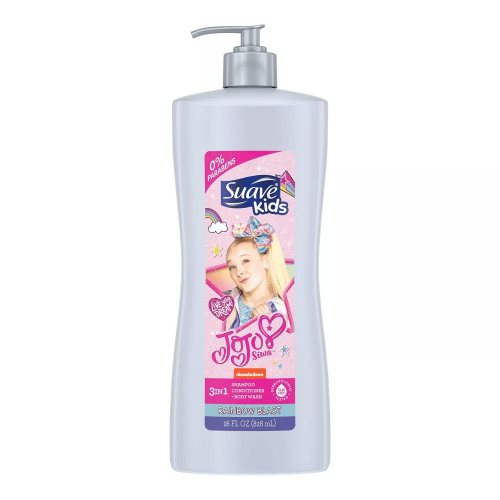 0%
PARABENS
Suave
Kids
LIVE YOUR
DREAM
JoJo
Siwa™
nickelodeon
3 IN 1
SHAMPOO
CONDITIONER
+ BODY WASH
RAINBOW BLAST
28 FL OZ (828 mL)